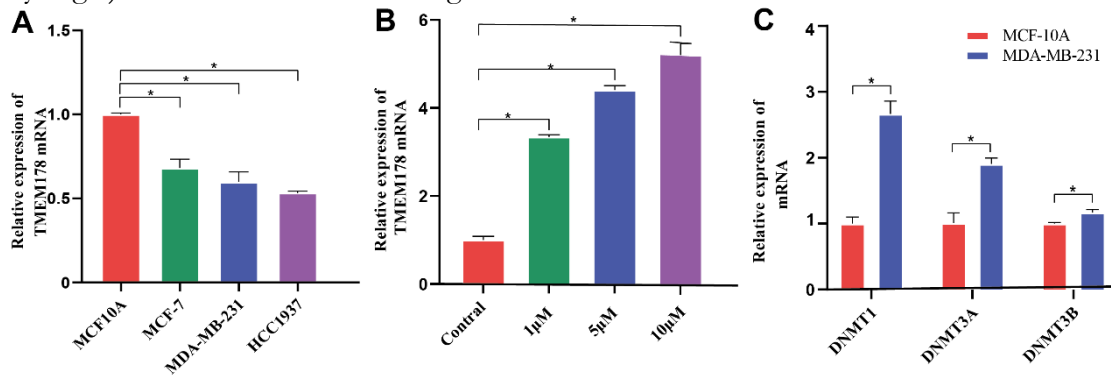 A
Relative expression of
TMEM178 mRNA
1.5
1.0
0.5
0
*
*
*
MCF10A
MCF-7
MDA-MB-231
HCC1937
B
Relative expression of
TMEM178 mRNA
6
4
2
0
*
*
*
Contral
1μM
5μM
10μM
C
Relative expression of
mRNA
4
3
2
1
0
MCF-10A
MDA-MB-231
*
*
*
DNMT1
DNMT3A
DNMT3B